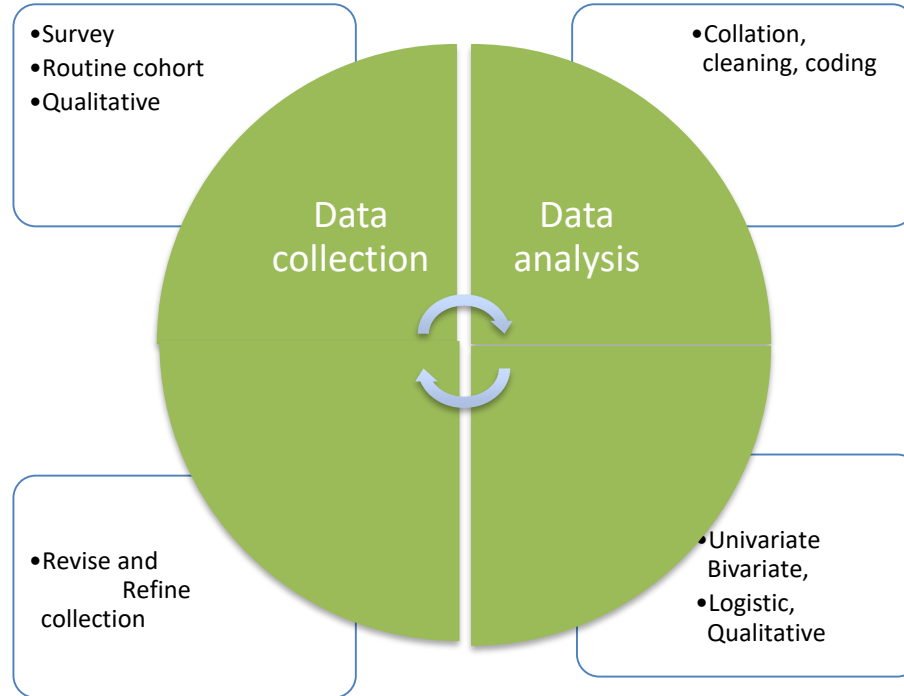 •Survey
•Routine cohort
•Qualitative
•Collation,
cleaning, coding
Data
collection
Data
analysis
•Revise and
Refine
collection
•Univariate
Bivariate,
•Logistic,
Qualitative